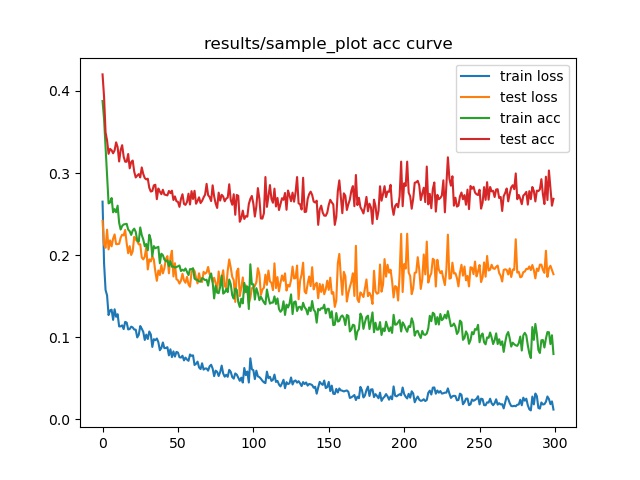 results/sample_plot acc curve
train loss
test loss
train acc
test acc
0.4
0.3
0.2
0.1
0.0
0 50 100 150 200 250 300